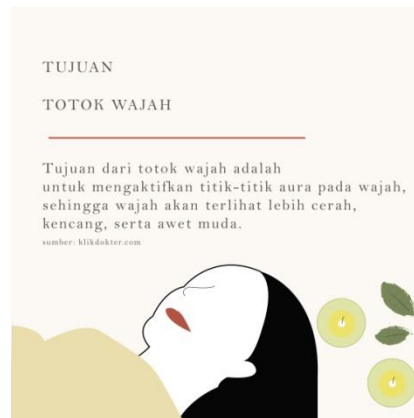 TUJUAN
TOTOK WAJAH
Tujuan dari totok wajah adalah
untuk mengaktifkan titik-titik aura pada wajah,
sehingga wajah akan terlihat lebih cerah,
kencang, serta awet muda.
sumber: klikdokter.com